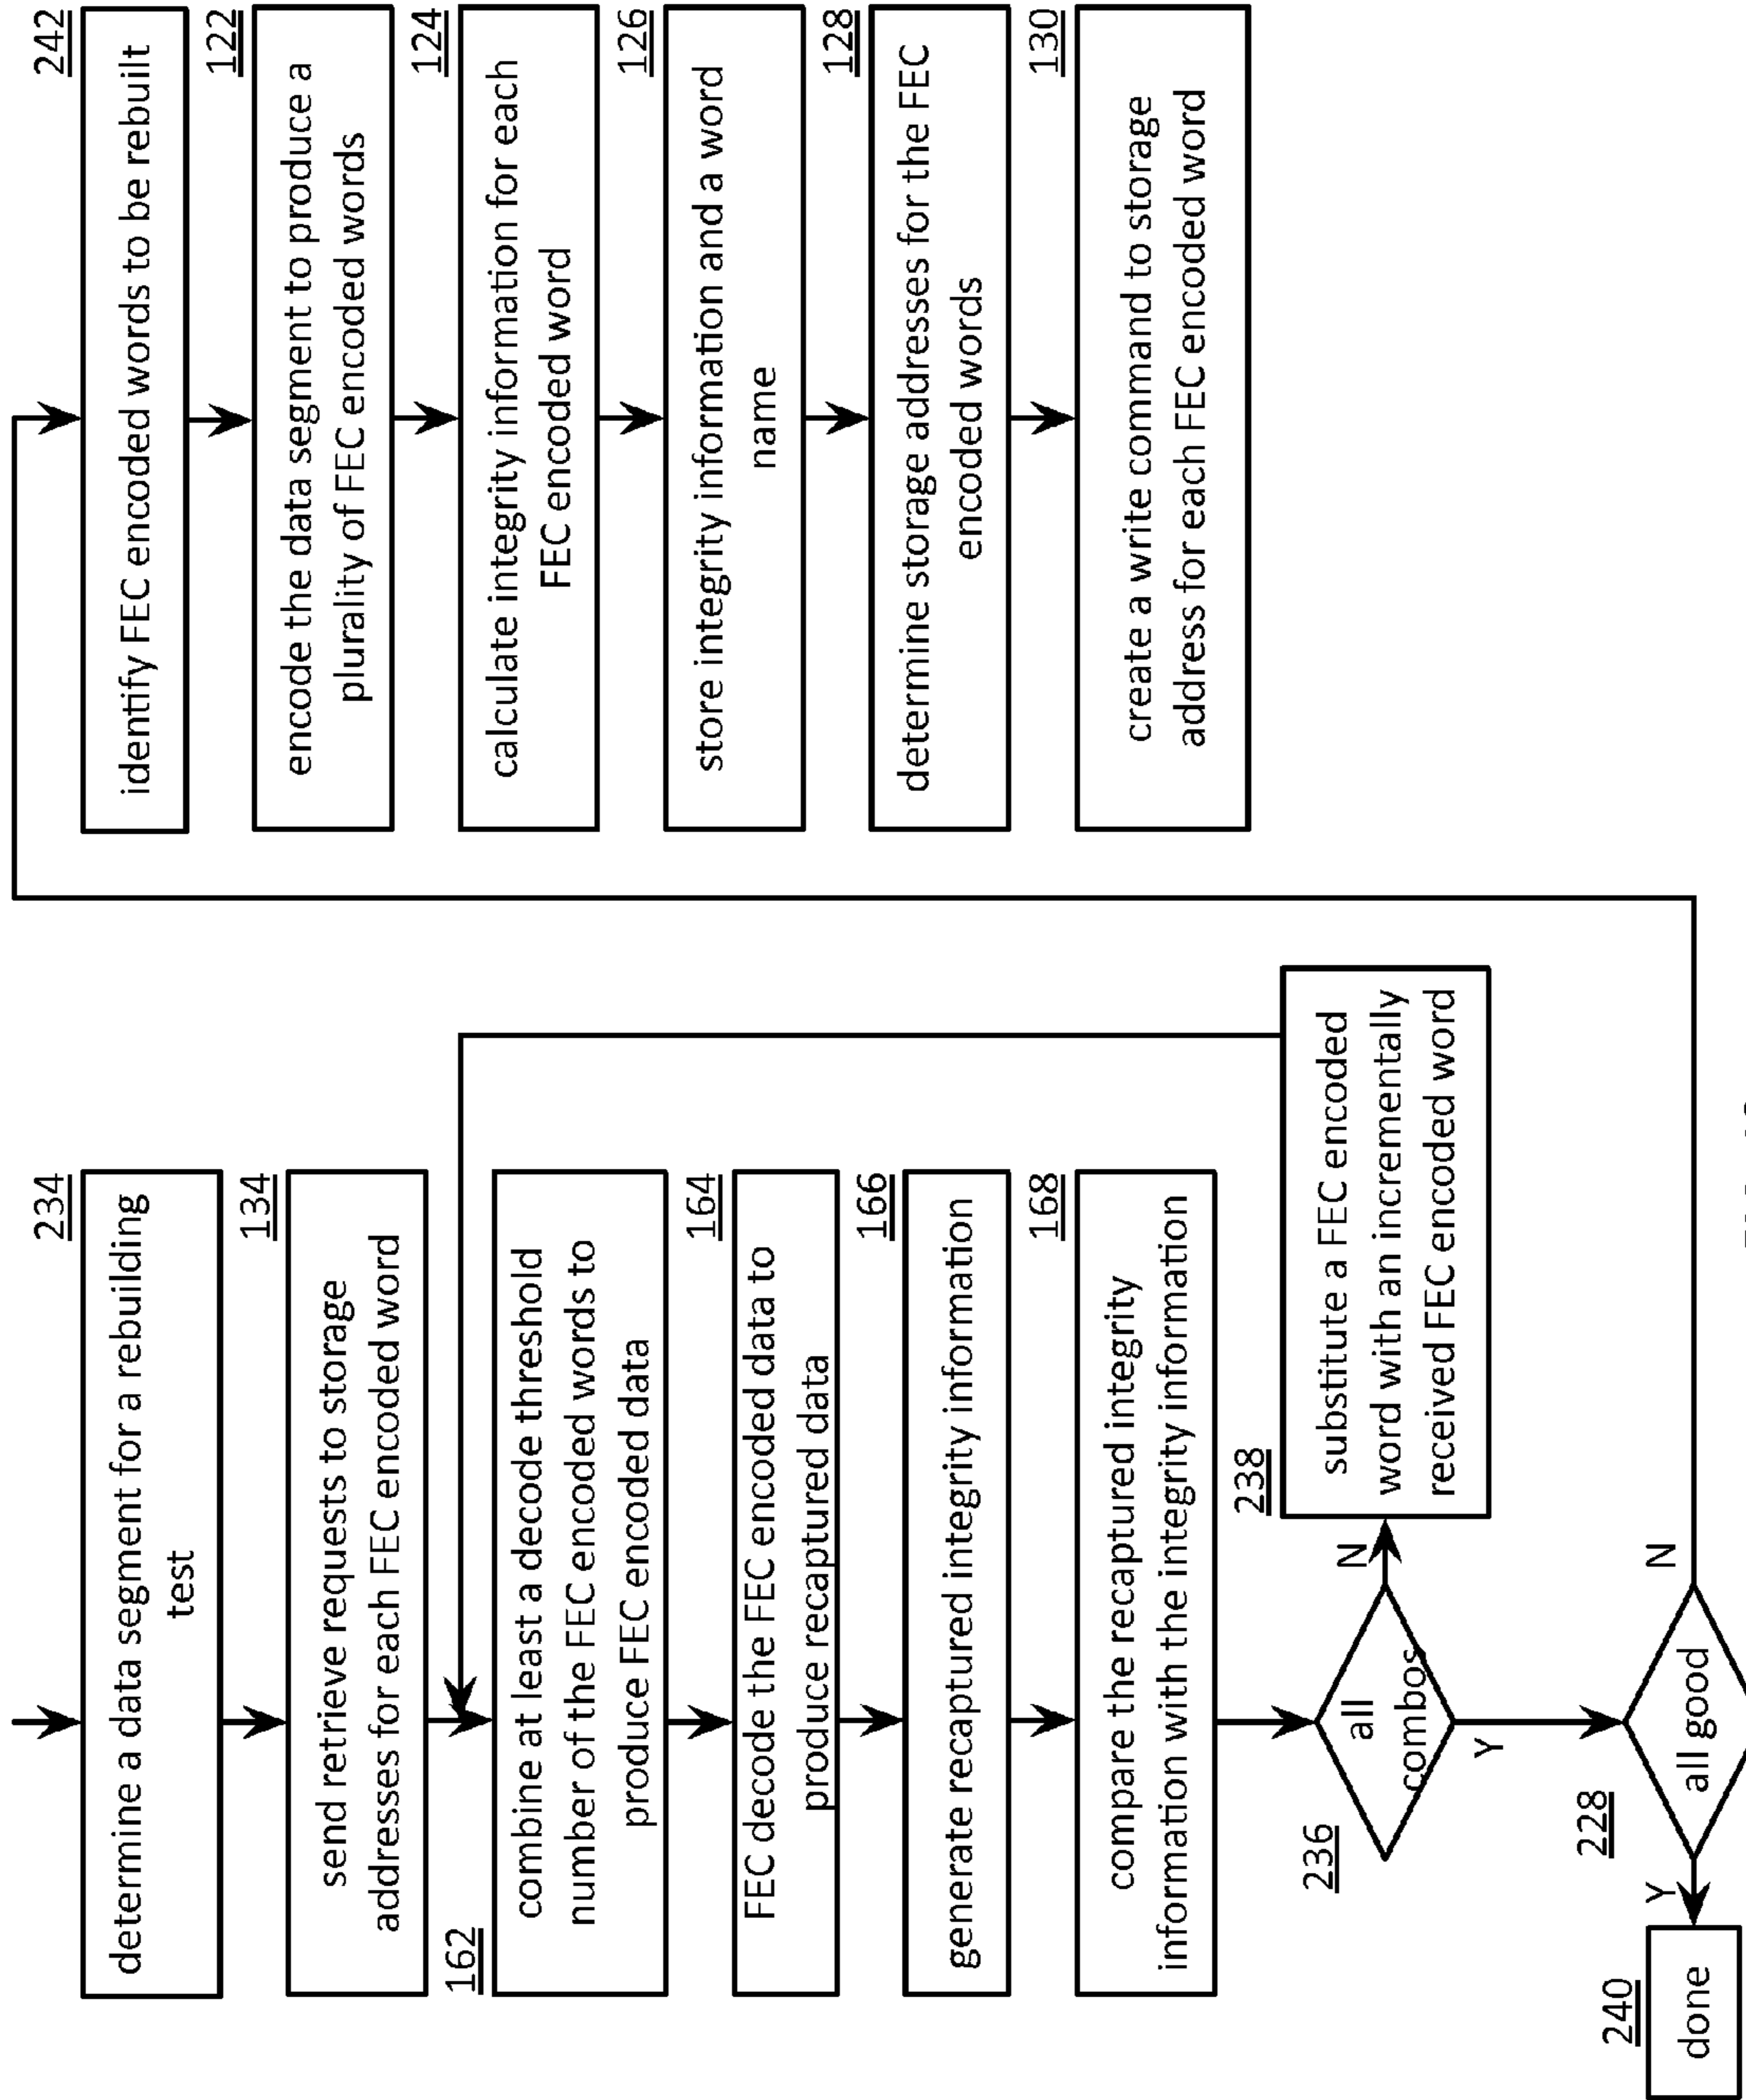 234
determine a data segment for a rebuilding
test
134
send retrieve requests to storage
addresses for each FEC encoded word
162
combine at least a decode threshold
number of the FEC encoded words to
produce FEC encoded data
164
FEC decode the FEC encoded data to
produce recaptured data
166
generate recaptured integrity information
168
compare the recaptured integrity
information with the integrity information
236
all
combos
N
Y
238
substitute a FEC encoded
word with an incrementally
received FEC encoded word
228
all good
Y
N
240
done
242
identify FEC encoded words to be rebuilt
122
encode the data segment to produce a
plurality of FEC encoded words
124
calculate integrity information for each
FEC encoded word
126
store integrity information and a word
name
128
determine storage addresses for the FEC
encoded words
130
create a write command to storage
address for each FEC encoded word